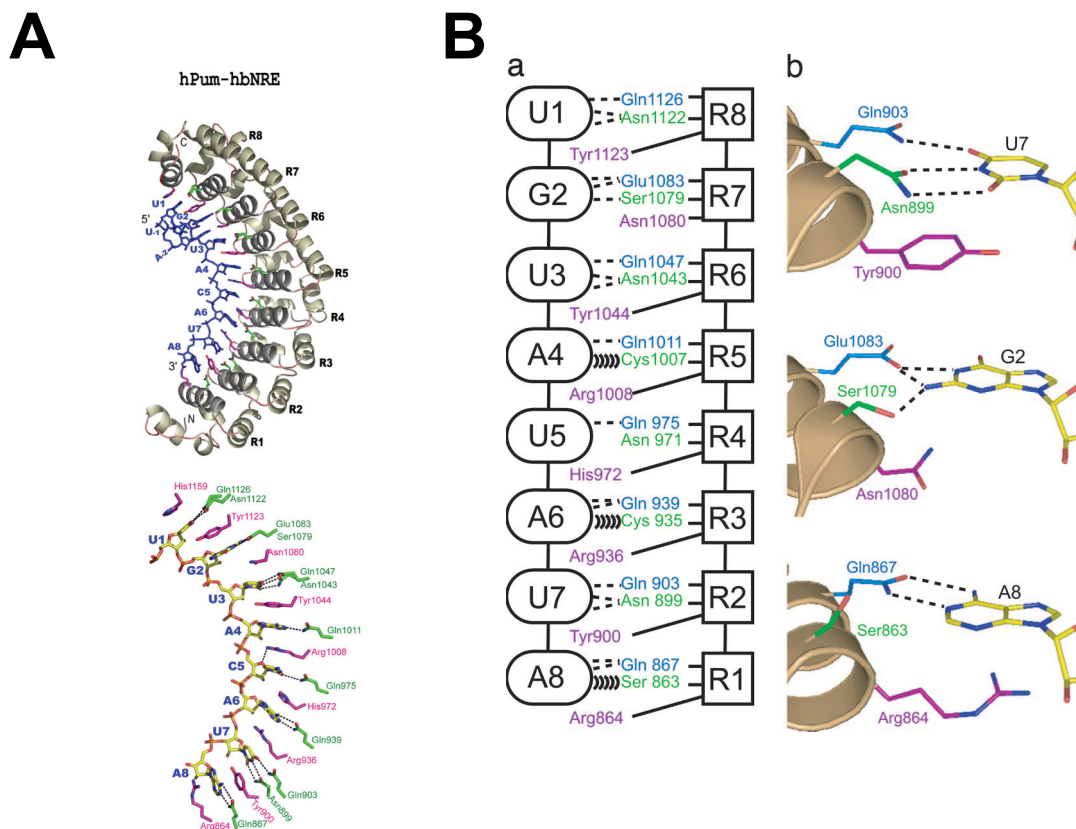 A
hPum-hbNRE
R8
C
R7
U1
G2
5'
U-1
A-2
U3
R6
A4
R5
C5
A6
R4
U7
R3
A8
3'
R2
N
R1
His1159
Gln1126
Asn1122
Tyr1123
Glu1083
Ser1079
U1
Asn1080
G2
Gln1047
Asn1043
U3
Tyr1044
A4
Gln1011
Arg1008
C5
Gln975
A6
His972
U7
Gln939
Arg936
A8
Gln903
Asn899
Tyr900
Arg864
Gln867
B
a
U1
Gln1126
Asn1122
R8
Tyr1123
G2
Glu1083
Ser1079
R7
Asn1080
U3
Gln1047
Asn1043
R6
Tyr1044
A4
Gln1011
Cys1007
R5
Arg1008
U5
Gln 975
Asn 971
R4
His972
A6
Gln 939
Cys 935
R3
Arg936
U7
Gln 903
Asn 899
R2
Tyr900
A8
Gln 867
Ser 863
R1
Arg864
b
Gln903
U7
Asn899
Tyr900
Glu1083
G2
Ser1079
Asn1080
Gln867
A8
Ser863
Arg864